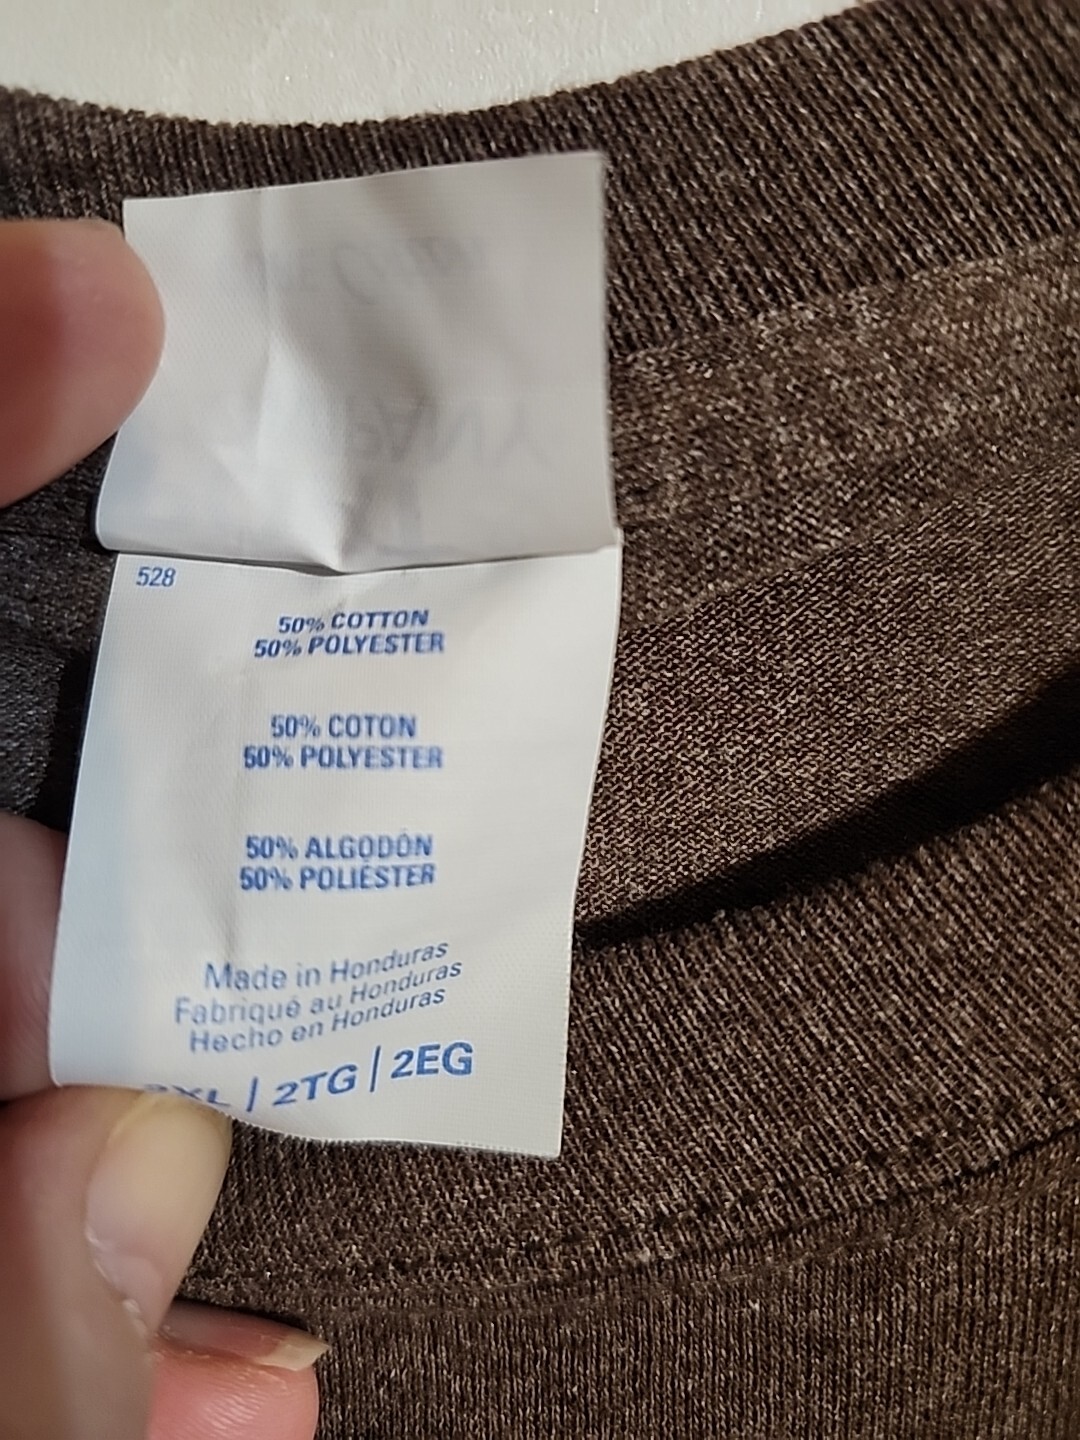 528
50% COTTON
50% POLYESTER
50% COTON
50% POLYESTER
50% ALGODÓN
50% POLIÉSTER
Made in Honduras
Fabriqué au Honduras
Hecho en Honduras
2XL | 2TG | 2EG